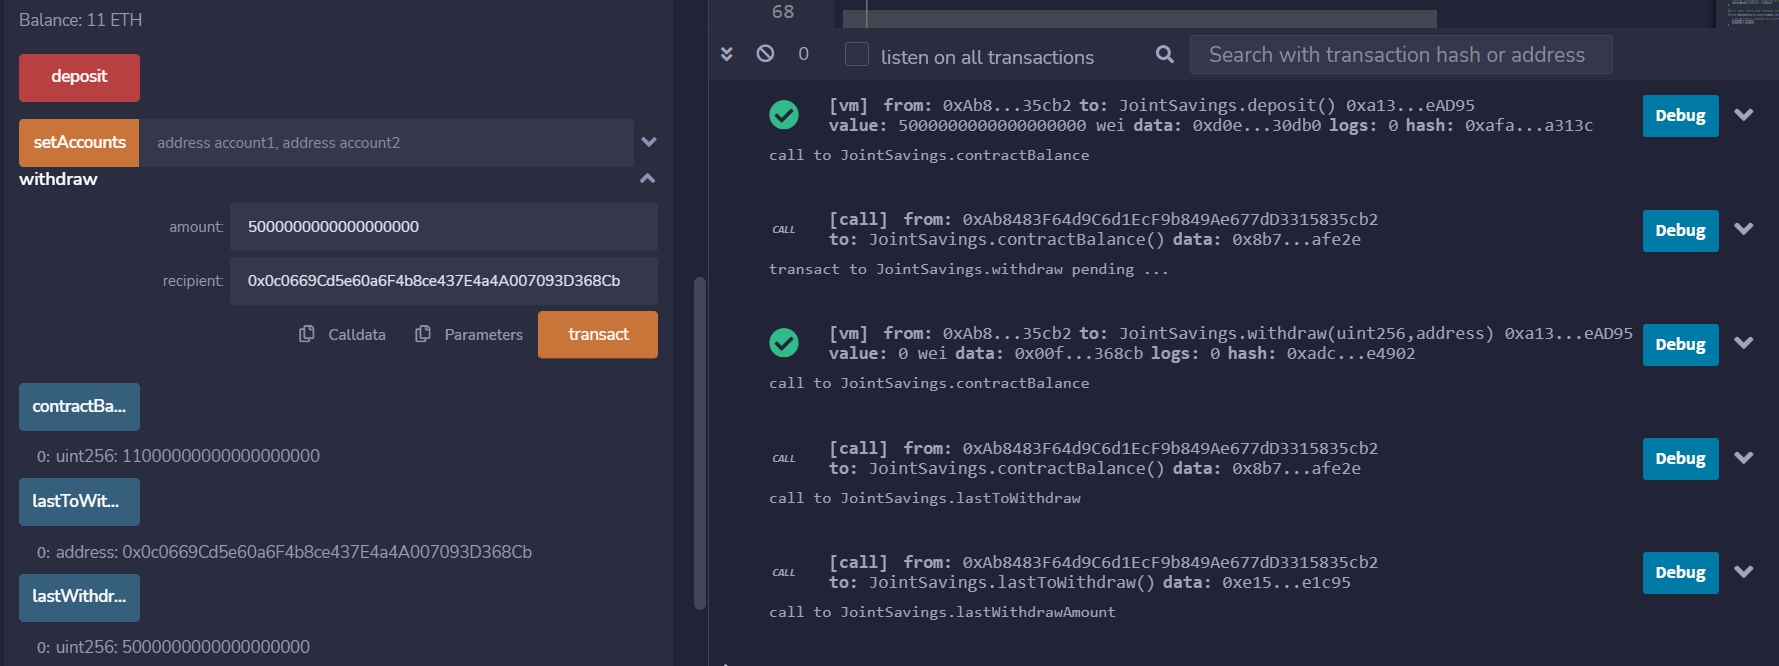 Balance: 11 ETH
deposit
setAccounts
address account1, address account2
withdraw
amount:
5000000000000000000
recipient:
0x0c0669Cd5e60a6F4b8ce437E4a4A007093D368Cb
Calldata
Parameters
transact
contractBa...
0: uint256: 11000000000000000000
lastToWit...
0: address: 0x0c0669Cd5e60a6F4b8ce437E4a4A007093D368Cb
lastWithdr...
0: uint256: 5000000000000000000
68
0
listen on all transactions
Search with transaction hash or address
[vm] from: 0xAb8...35cb2 to: JointSavings.deposit() 0xa13...eAD95
value: 5000000000000000000 wei data: 0xd0e...30db0 logs: 0 hash: 0xafa...a313c
Debug
call to JointSavings.contractBalance
CALL
[call] from: 0xAb8483F64d9C6d1EcF9b849Ae677dD3315835cb2
to: JointSavings.contractBalance() data: 0x8b7...afe2e
Debug
transact to JointSavings.withdraw pending ...
[vm] from: 0xAb8...35cb2 to: JointSavings.withdraw(uint256,address) 0xa13...eAD95
value: 0 wei data: 0x00f...368cb logs: 0 hash: 0xadc...e4902
Debug
call to JointSavings.contractBalance
CALL
[call] from: 0xAb8483F64d9C6d1EcF9b849Ae677dD3315835cb2
to: JointSavings.contractBalance() data: 0x8b7...afe2e
Debug
call to JointSavings.lastToWithdraw
CALL
[call] from: 0xAb8483F64d9C6d1EcF9b849Ae677dD3315835cb2
to: JointSavings.lastToWithdraw() data: 0xe15...e1c95
Debug
call to JointSavings.lastWithdrawAmount